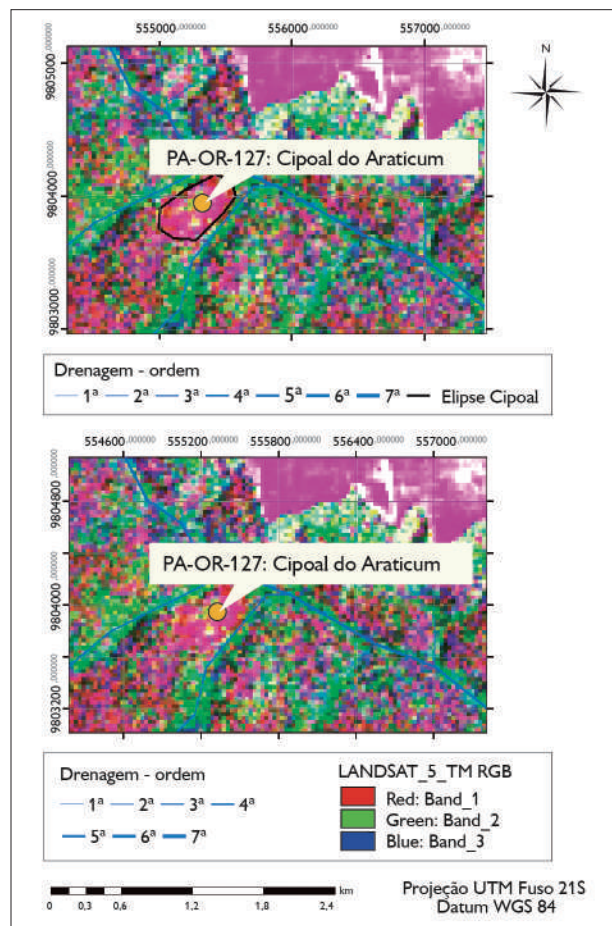 555000,000000 556000,000000 557000,000000
N
9805000,000000
PA-OR-127: Cipoal do Araticum
9804000,000000
9803000,000000
Drenagem - ordem
1ª 2ª 3ª 4ª 5ª 6ª 7ª Elipse Cipoal
554600,000000 555200,000000 555800,000000 556400,000000 557000,000000
9804800,000000
PA-OR-127: Cipoal do Araticum
9804000,000000
9803200,000000
Drenagem - ordem
1ª 2ª 3ª 4ª
5ª 6ª 7ª
LANDSAT_5_TM RGB
Red: Band_1
Green: Band_2
Blue: Band_3
km
0 0,3 0,6 1,2 1,8 2,4
Projeção UTM Fuso 21S
Datum WGS 84